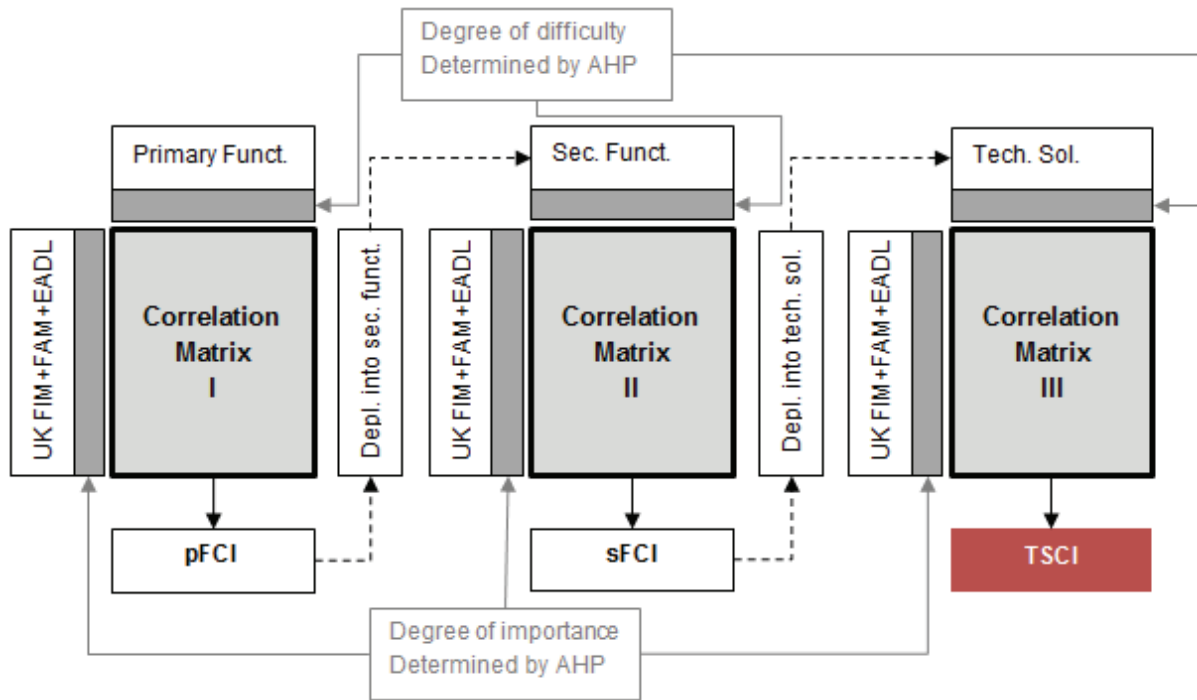 Degree of difficulty
Determined by AHP
Primary Funct.
Sec. Funct.
Tech. Sol.
UK FIM+FAM+EADL
Correlation
Matrix
I
Depl. into sec. funct.
UK FIM+FAM+EADL
Correlation
Matrix
II
Depl. into tech. sol.
UK FIM+FAM+EADL
Correlation
Matrix
III
pFCI
sFCI
TSCI
Degree of importance
Determined by AHP